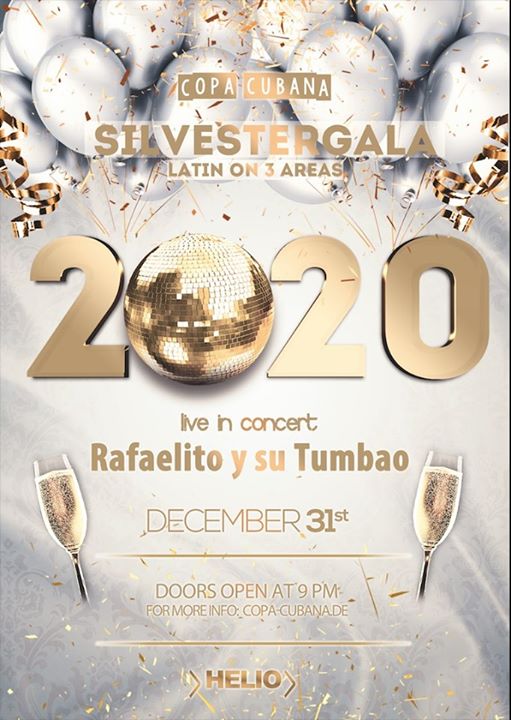 COPA CUBANA
SILVESTERGALA
LATIN ON 3 AREAS
2020
live in concert
Rafaelito y su Tumbao
DECEMBER 31st
DOORS OPEN AT 9 PM
FOR MORE INFO: COPA-CUBANA.DE
HELIO